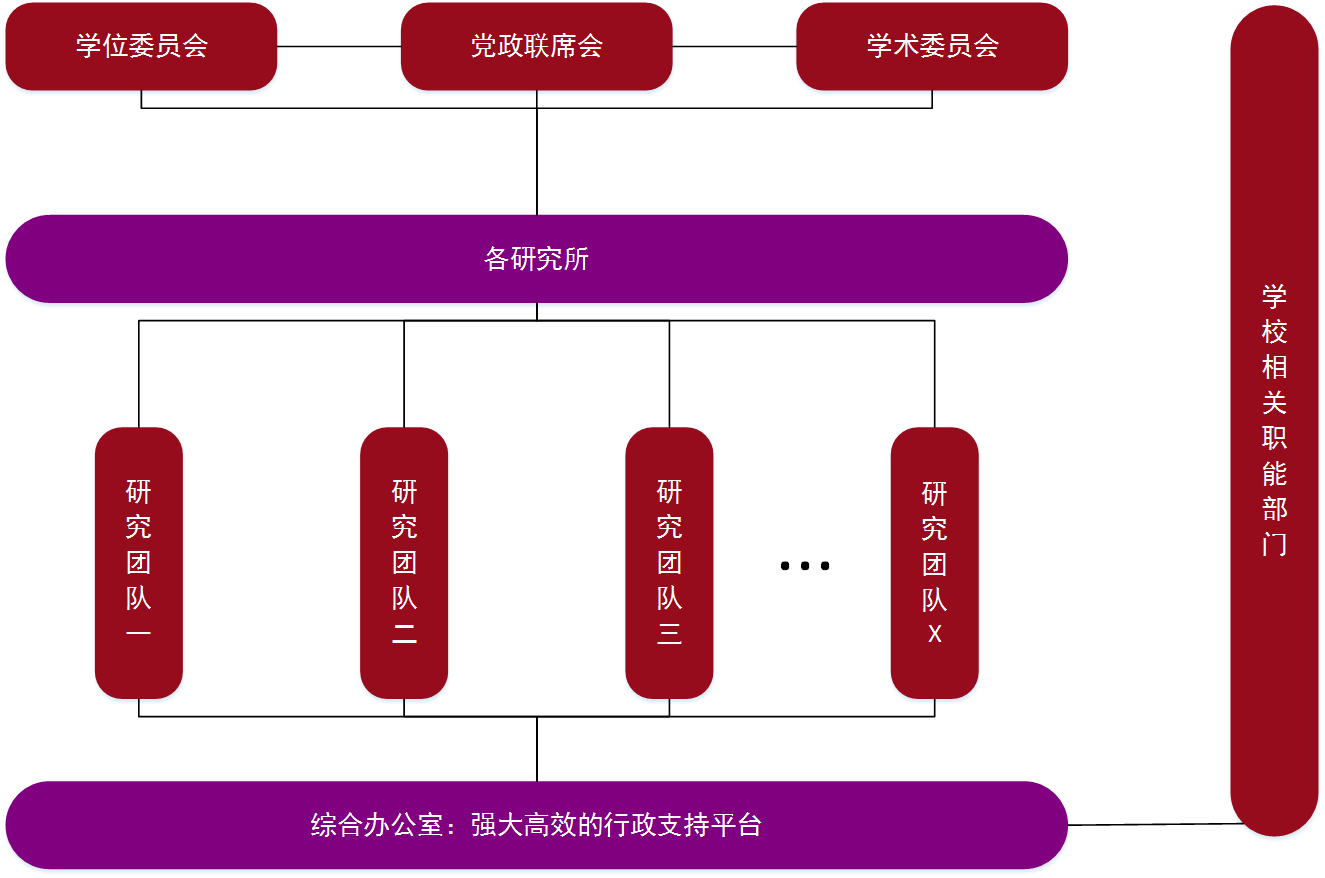 学位委员会
党政联席会
学术委员会
各研究所
研究团队一
研究团队二
研究团队三
研究团队X
综合办公室：强大高效的行政支持平台
学校相关职能部门